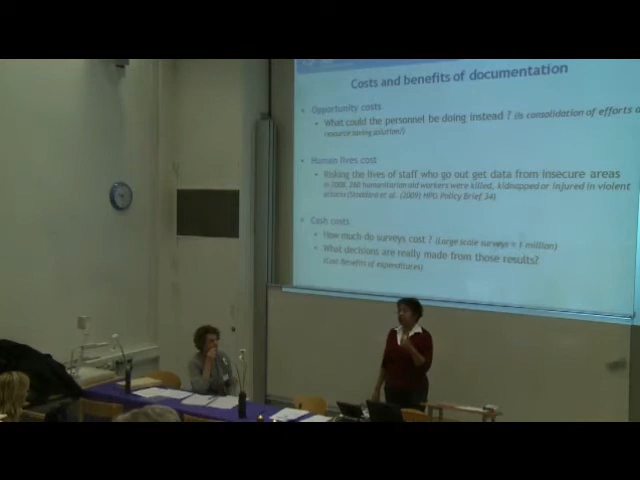 Costs and benefits of documentation
• Opportunity costs
• What could the personnel be doing instead ? (Is consolidation of efforts a
resource saving solution?)
• Human lives cost
• Risking the lives of staff who go out get data from insecure areas
In 2008, 260 humanitarian aid workers were killed, kidnapped or injured in violent
attacks (Stoddard et al. (2009) HPG Policy Brief 34)
• Cash costs
• How much do surveys cost ? (Large scale surveys = 1 million)
• What decisions are really made from those results?
(Cost Benefits of expenditures)